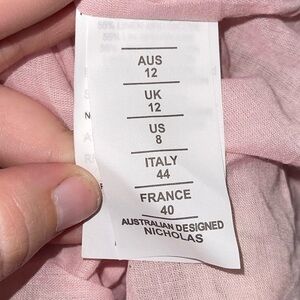 AUS
12
UK
12
US
8
ITALY
44
FRANCE
40
AUSTRALIAN DESIGNED
NICHOLAS